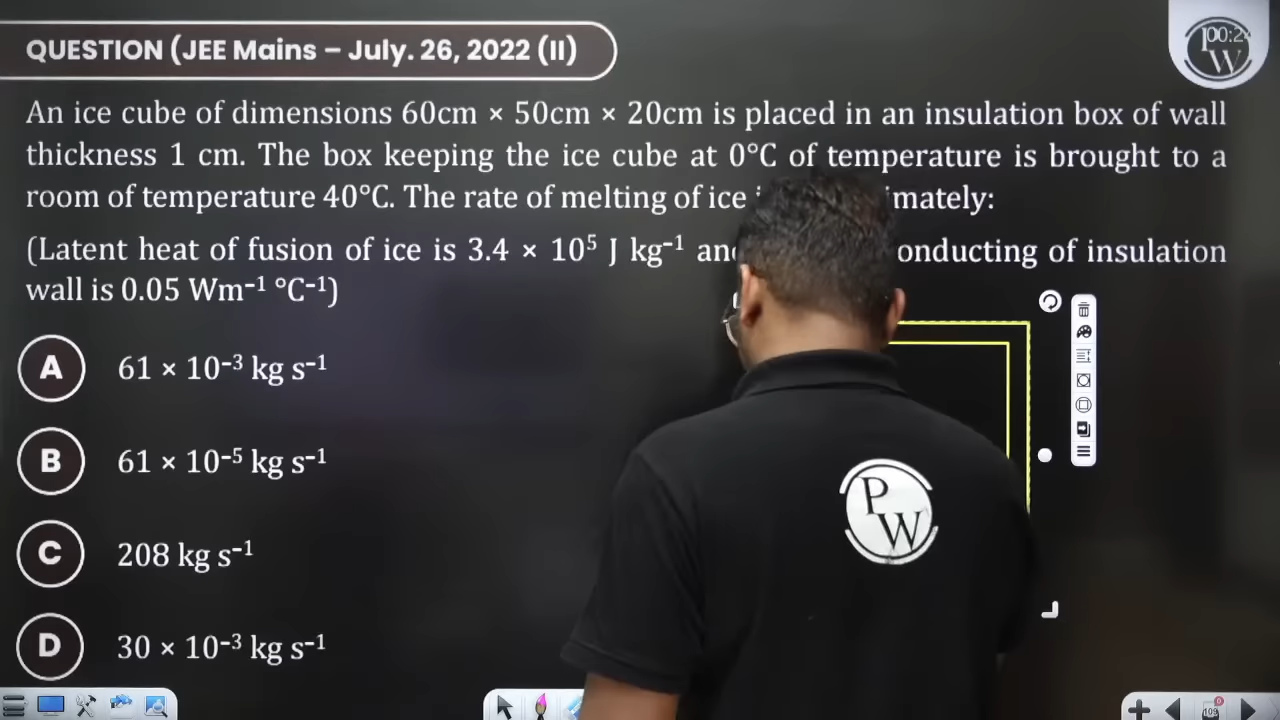 QUESTION (JEE Mains – July. 26, 2022 (II)
An ice cube of dimensions 60cm × 50cm × 20cm is placed in an insulation box of wall
thickness 1 cm. The box keeping the ice cube at 0°C of temperature is brought to a
room of temperature 40°C. The rate of melting of ice imately:
(Latent heat of fusion of ice is 3.4 × 10⁵ J kg⁻¹ and onducting of insulation
wall is 0.05 Wm⁻¹ °C⁻¹)
A 61 × 10⁻³ kg s⁻¹
B 61 × 10⁻⁵ kg s⁻¹
C 208 kg s⁻¹
D 30 × 10⁻³ kg s⁻¹
PW
PW
109